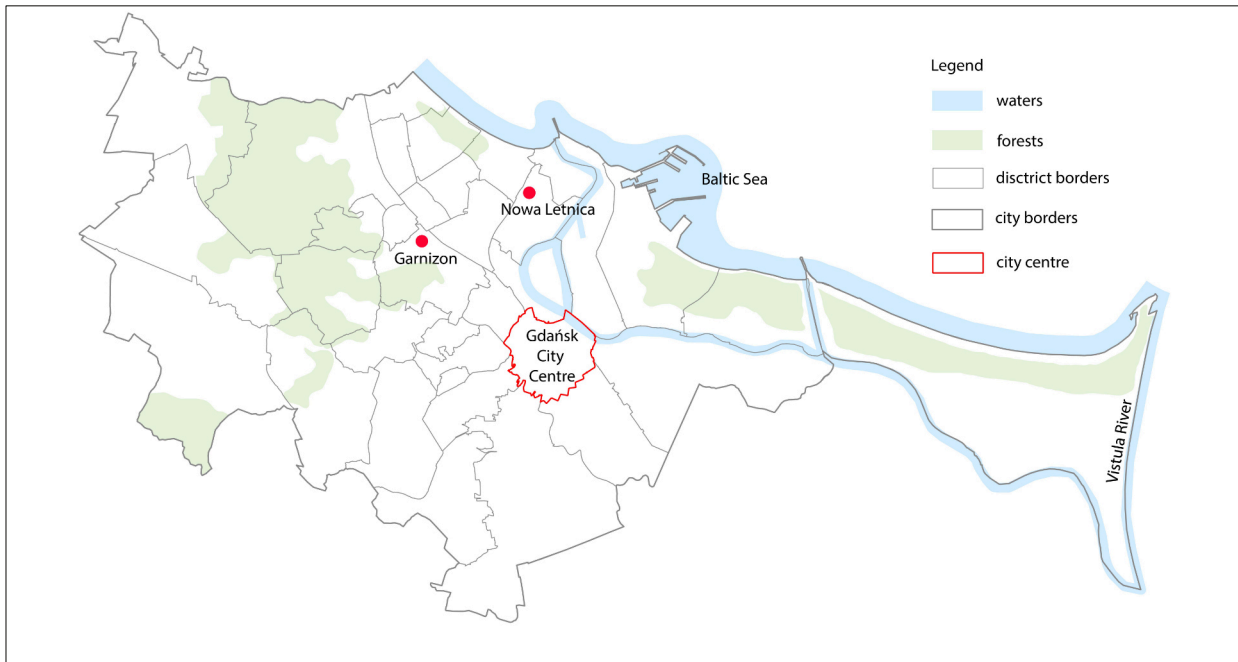 Legend
waters
forests
disctrict borders
city borders
city centre
Baltic Sea
Nowa Letnica
Garnizon
Gdańsk
City
Centre
Vistula River